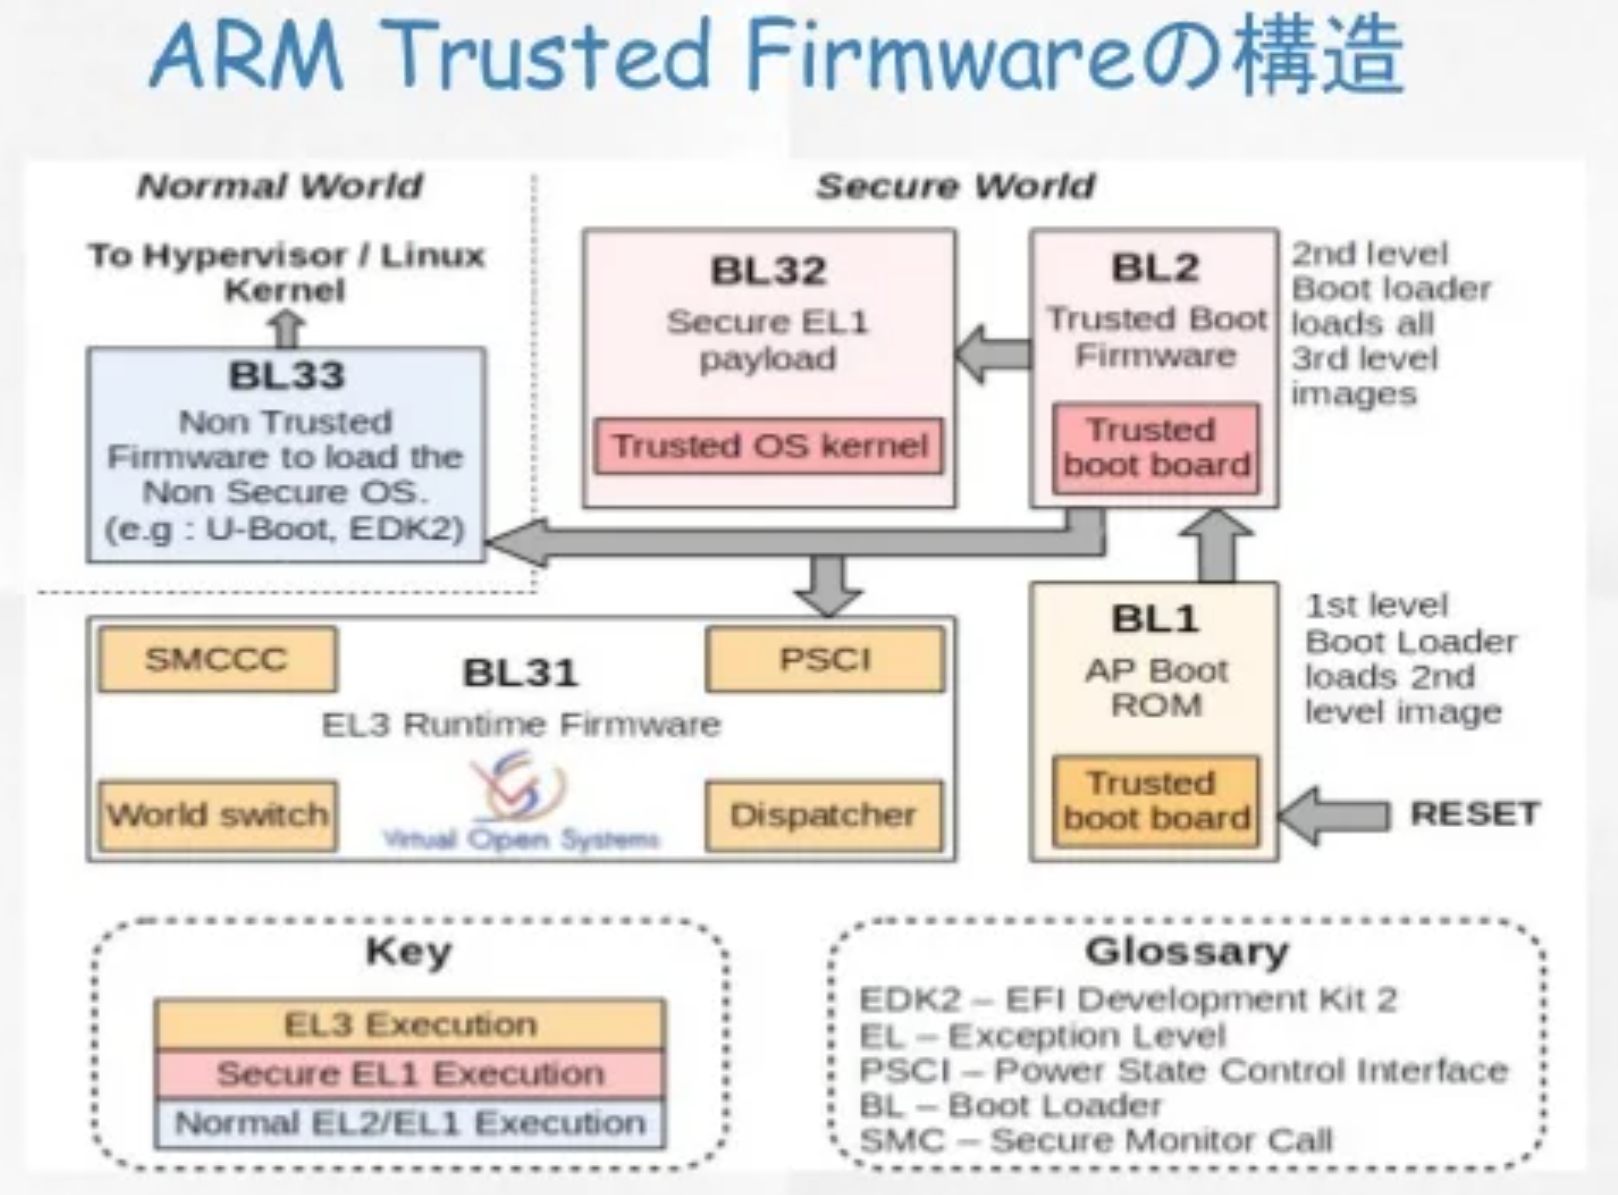 ARM Trusted Firmwareの構造
Normal World
Secure World
To Hypervisor / Linux
Kernel
BL33
Non Trusted
Firmware to load the
Non Secure OS.
(e.g : U-Boot, EDK2)
BL32
Secure EL1
payload
Trusted OS kernel
BL2
Trusted Boot
Firmware
Trusted
boot board
2nd level
Boot loader
loads all
3rd level
images
SMCCC
BL31
PSCI
EL3 Runtime Firmware
World switch
Virtual Open Systems
Dispatcher
BL1
AP Boot
ROM
Trusted
boot board
1st level
Boot Loader
loads 2nd
level image
RESET
Key
EL3 Execution
Secure EL1 Execution
Normal EL2/EL1 Execution
Glossary
EDK2 – EFI Development Kit 2
EL – Exception Level
PSCI – Power State Control Interface
BL – Boot Loader
SMC – Secure Monitor Call